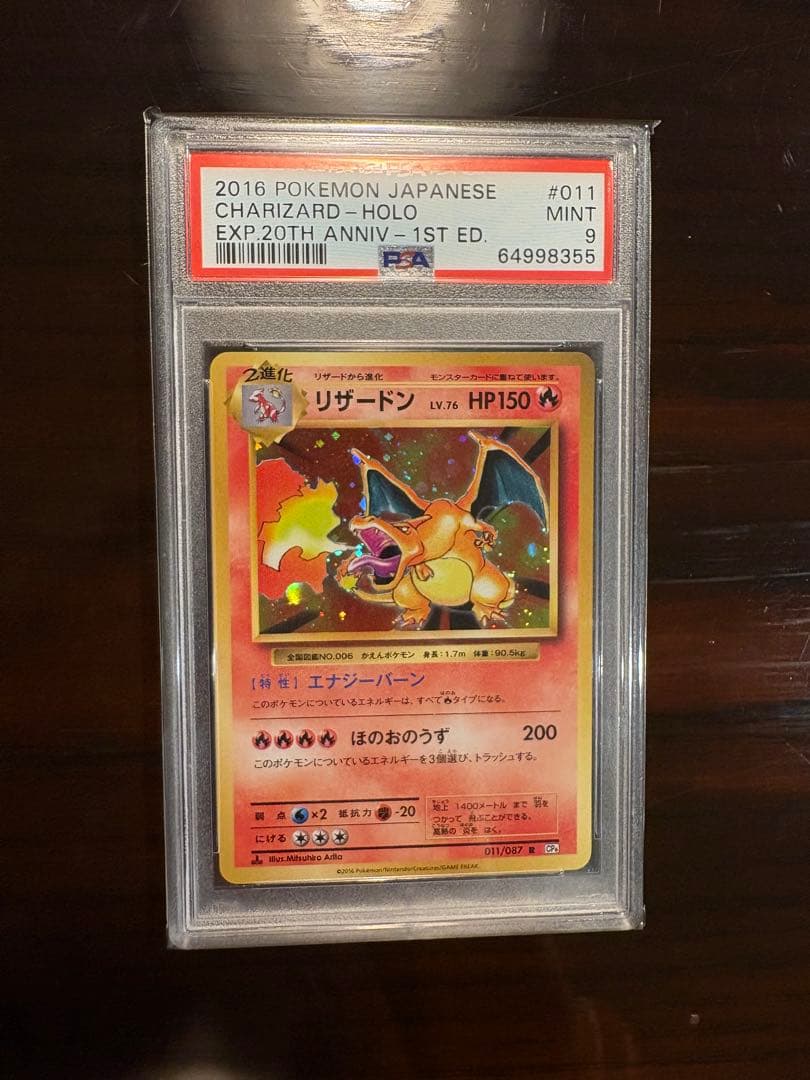 2016 POKEMON JAPANESE #011
CHARIZARD-HOLO MINT
EXP.20TH ANNIV-1ST ED. 9
PSA 64998355
2進化 リザードから進化 モンスターカードに重ねて使います。
リザードン LV.76 HP150
全国図鑑NO.006 かえんポケモン 身長:1.7m 体重:90.5kg
[特性] エナジーバーン
このポケモンについているエネルギーは、すべてタイプになる。
ほのおのうず 200
このポケモンについているエネルギーを3個選び、トラッシュする。
弱点 ×2 抵抗力 -20
にげる
地上 1400メートル まで 羽を
つかって 飛ぶことができる。
高熱の 炎を はく。
Illus.Mitsuhiro Arita 011/087 R CP6
©2016 Pokémon/Nintendo/Creatures/GAME FREAK.